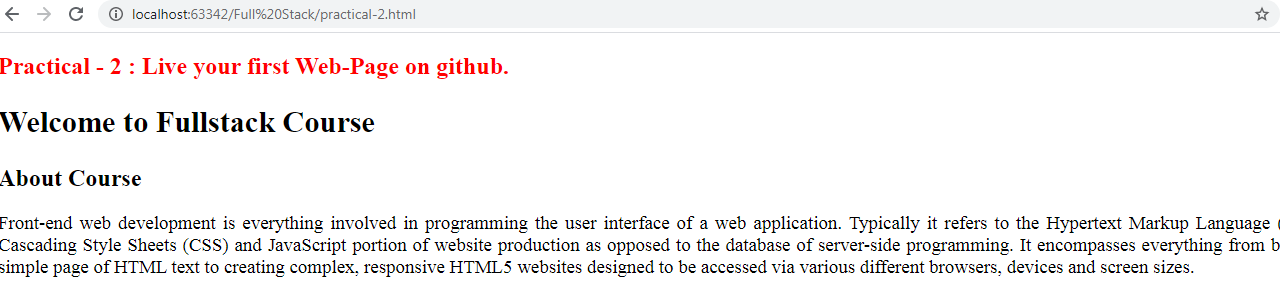 localhost:63342/Full%20Stack/practical-2.html
Practical - 2 : Live your first Web-Page on github.
Welcome to Fullstack Course
About Course
Front-end web development is everything involved in programming the user interface of a web application. Typically it refers to the Hypertext Markup Language (
Cascading Style Sheets (CSS) and JavaScript portion of website production as opposed to the database of server-side programming. It encompasses everything from b
simple page of HTML text to creating complex, responsive HTML5 websites designed to be accessed via various different browsers, devices and screen sizes.